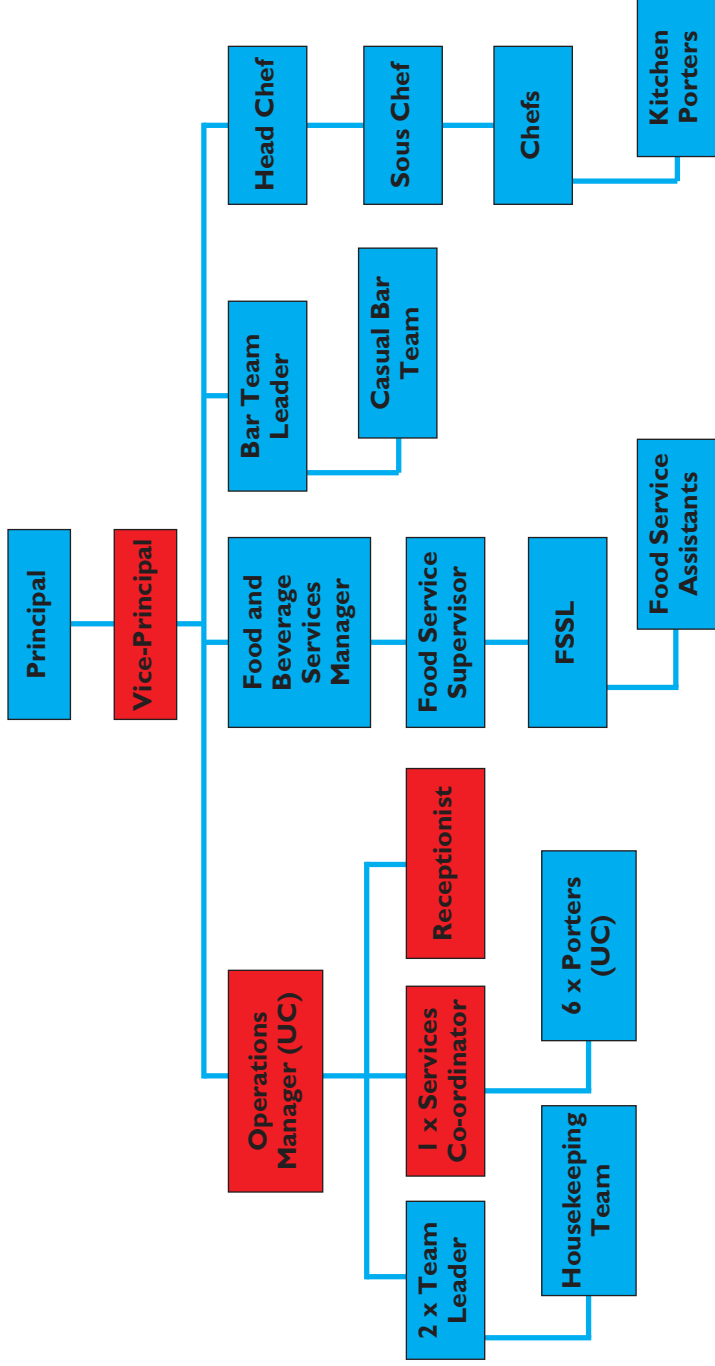 Principal
Vice-Principal
Operations
Manager (UC)
Food and
Beverage
Services
Manager
Bar Team
Leader
Head Chef
2 x Team
Leader
1 x Services
Co-ordinator
Receptionist
Food Service
Supervisor
Casual Bar
Team
Sous Chef
Housekeeping
Team
6 x Porters
(UC)
FSSL
Chefs
Food Service
Assistants
Kitchen
Porters